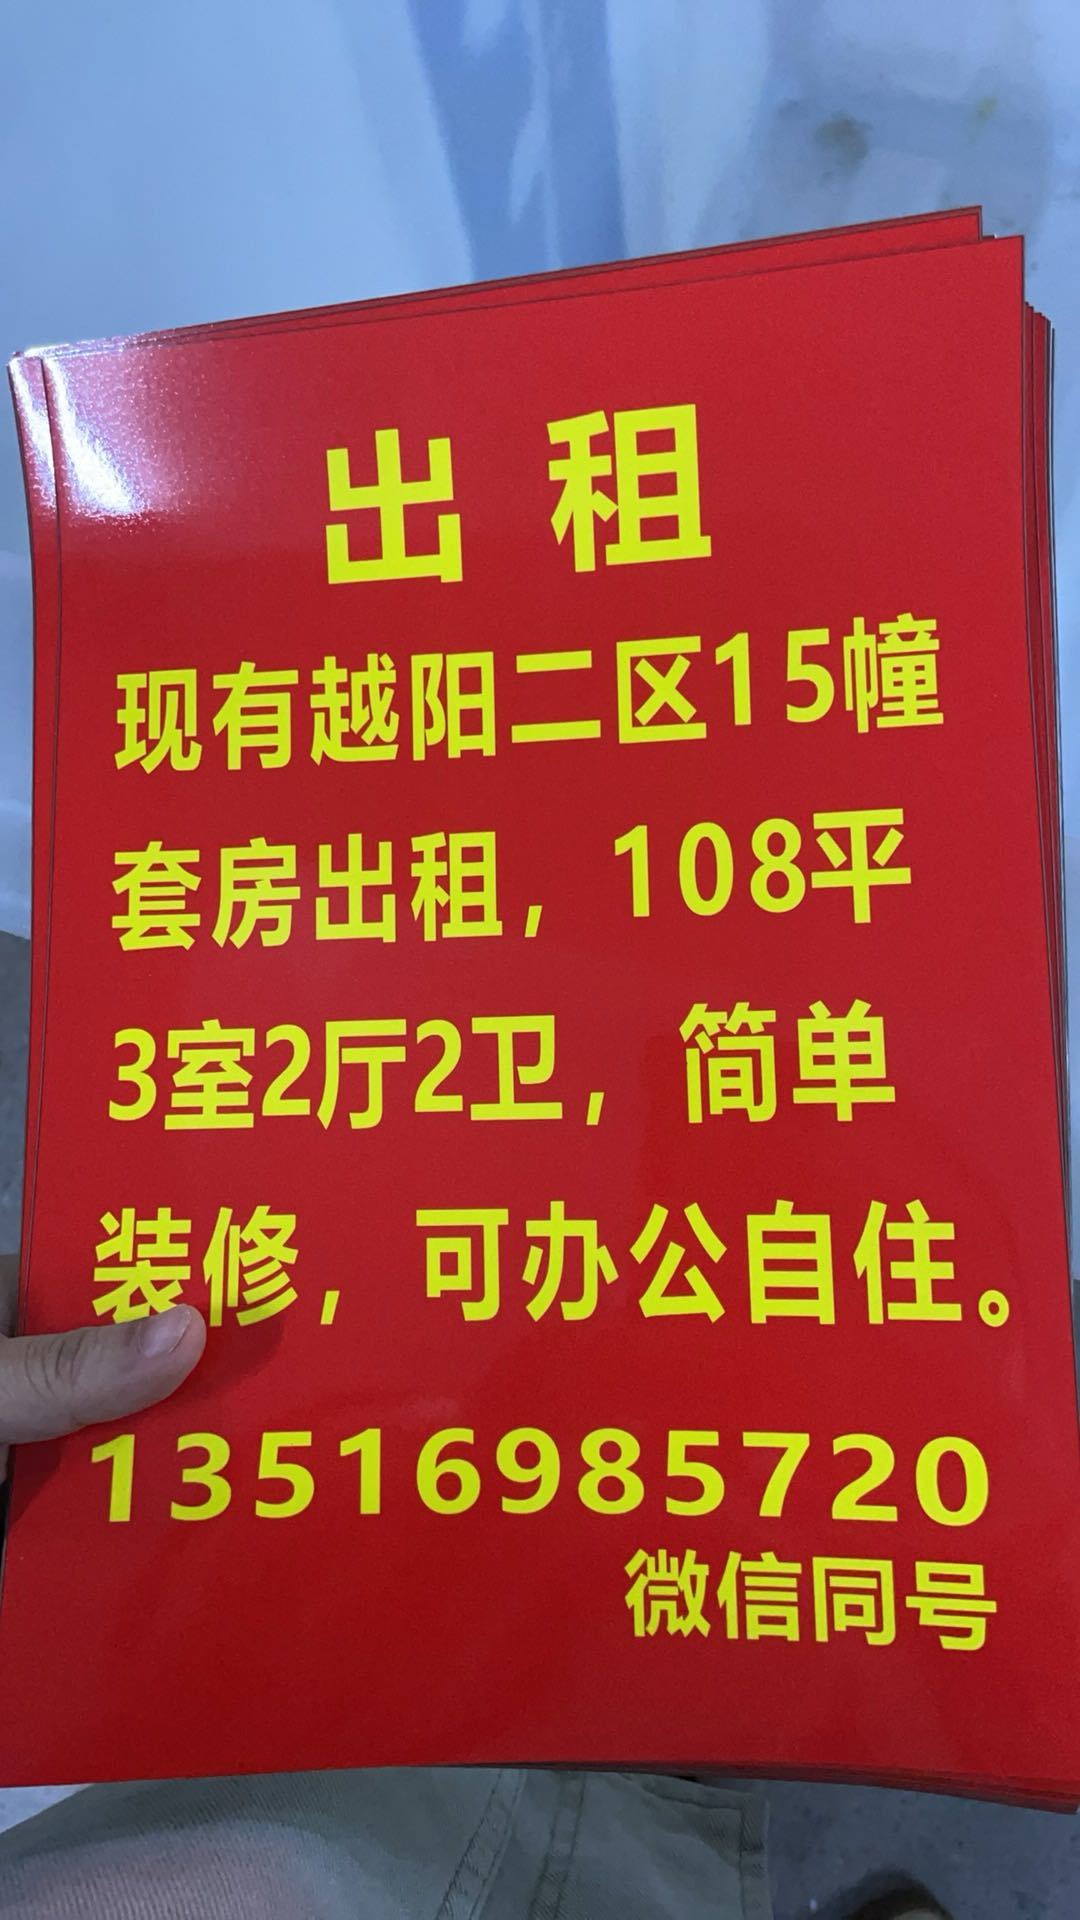 出租
现有越阳二区15幢
套房出租，108平
3室2厅2卫，简单
装修，可办公自住。
13516985720
微信同号